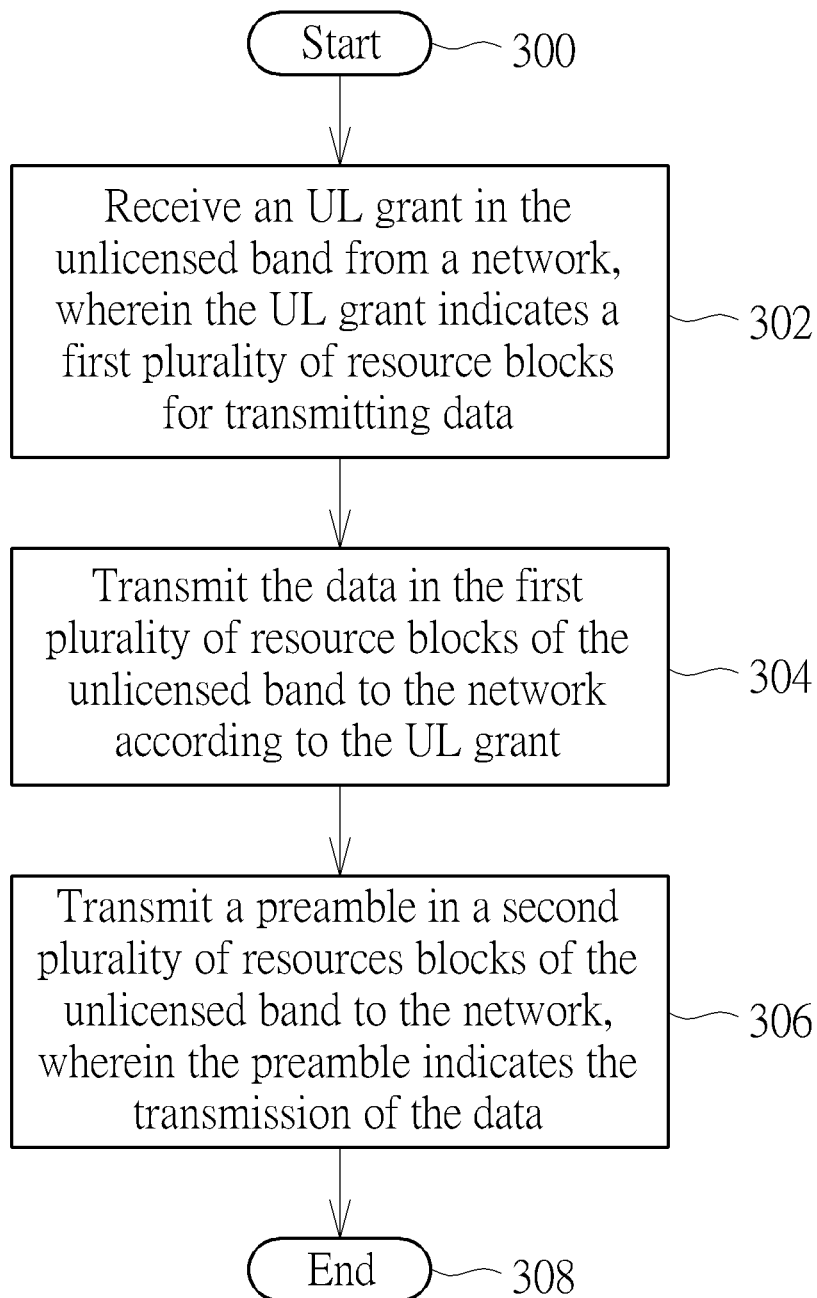 Start
300
Receive an UL grant in the
unlicensed band from a network,
wherein the UL grant indicates a
first plurality of resource blocks
for transmitting data
302
Transmit the data in the first
plurality of resource blocks of the
unlicensed band to the network
according to the UL grant
304
Transmit a preamble in a second
plurality of resources blocks of the
unlicensed band to the network,
wherein the preamble indicates the
transmission of the data
306
End
308